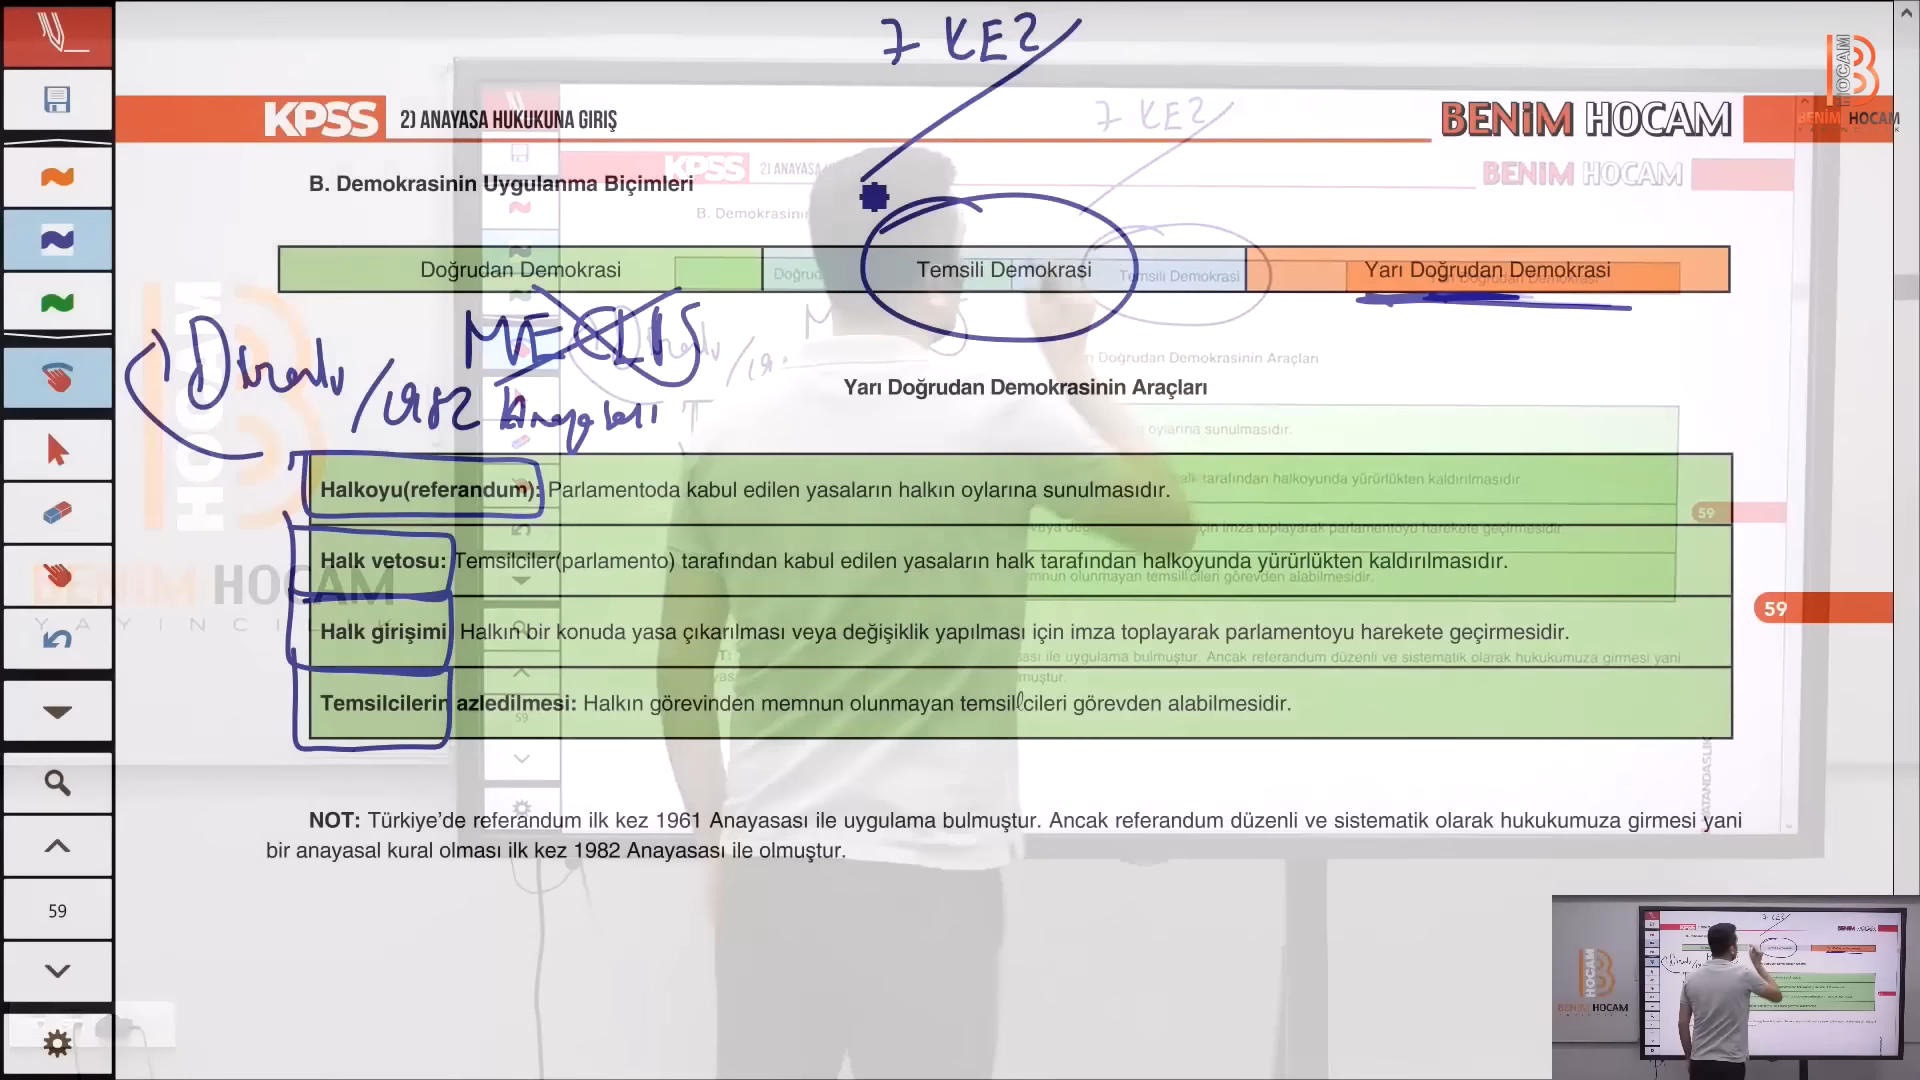 7 KEZ
KPSS
2) ANAYASA HUKUKUNA GİRİŞ
BENİM HOCAM
B. Demokrasinin Uygulanma Biçimleri
Doğrudan Demokrasi
Temsili Demokrasi
Yarı Doğrudan Demokrasi
MECLİS
/1982
Yarı Doğrudan Demokrasinin Araçları
Halkoyu(referandum): Parlamentoda kabul edilen yasaların halkın oylarına sunulmasıdır.
Halk vetosu: Temsilciler(parlamento) tarafından kabul edilen yasaların halk tarafından halkoyunda yürürlükten kaldırılmasıdır.
Halk girişimi: Halkın bir konuda yasa çıkarılması veya değişiklik yapılması için imza toplayarak parlamentoyu harekete geçirmesidir.
Temsilcilerin azledilmesi: Halkın görevinden memnun olunmayan temsilcileri görevden alabilmesidir.
59
NOT: Türkiye'de referandum ilk kez 1961 Anayasası ile uygulama bulmuştur. Ancak referandum düzenli ve sistematik olarak hukukumuza girmesi yani
bir anayasal kural olması ilk kez 1982 Anayasası ile olmuştur.
59
HOCAM
BENİM HOCAM
YAYINCILIK